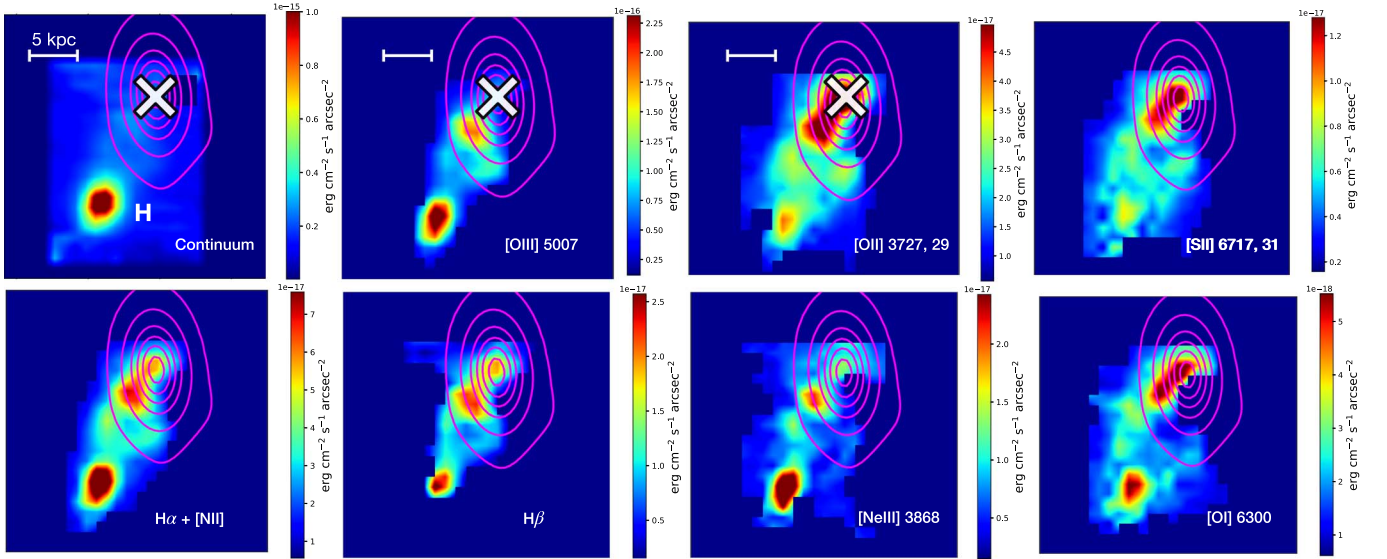 5 kpc
H
Continuum
1e−15
1.0
0.8
0.6
0.4
0.2
erg cm⁻² s⁻¹ arcsec⁻²
[OIII] 5007
1e−16
2.25
2.00
1.75
1.50
1.25
1.00
0.75
0.50
0.25
erg cm⁻² s⁻¹ arcsec⁻²
[OII] 3727, 29
1e−17
4.5
4.0
3.5
3.0
2.5
2.0
1.5
1.0
erg cm⁻² s⁻¹ arcsec⁻²
[SII] 6717, 31
1e−17
1.2
1.0
0.8
0.6
0.4
0.2
erg cm⁻² s⁻¹ arcsec⁻²
Hα + [NII]
1e−17
7
6
5
4
3
2
1
erg cm⁻² s⁻¹ arcsec⁻²
Hβ
1e−17
2.5
2.0
1.5
1.0
0.5
erg cm⁻² s⁻¹ arcsec⁻²
[NeIII] 3868
1e−17
2.0
1.5
1.0
0.5
erg cm⁻² s⁻¹ arcsec⁻²
[OI] 6300
1e−18
5
4
3
2
1
erg cm⁻² s⁻¹ arcsec⁻²